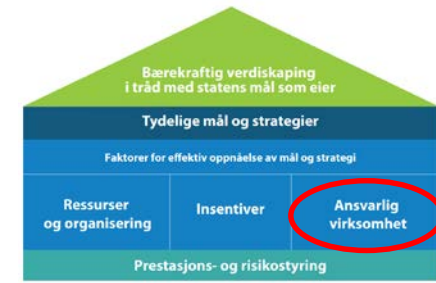 Bærekraftig verdiskaping
i tråd med statens mål som eier
Tydelige mål og strategier
Faktorer for effektiv oppnåelse av mål og strategi
Ressurser
og organisering
Insentiver
Ansvarlig
virksomhet
Prestasjons- og risikostyring